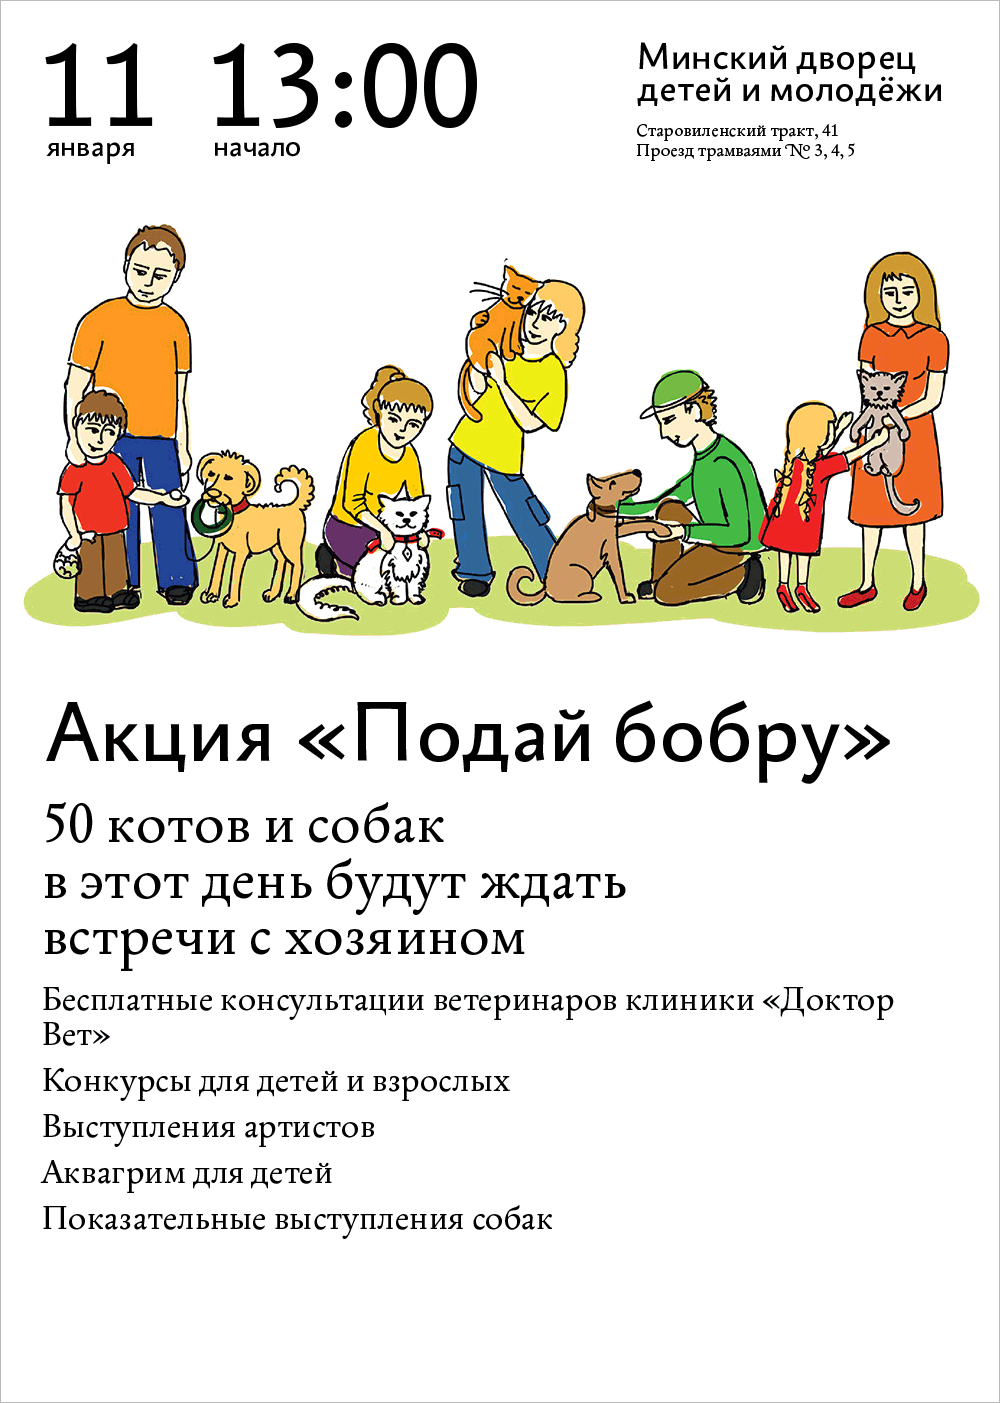 11
января
13:00
начало
Минский дворец
детей и молодёжи
Старовиленский тракт, 41
Проезд трамваями № 3, 4, 5
Акция «Подай бобру»
50 котов и собак
в этот день будут ждать
встречи с хозяином
Бесплатные консультации ветеринаров клиники «Доктор
Вет»
Конкурсы для детей и взрослых
Выступления артистов
Аквагрим для детей
Показательные выступления собак